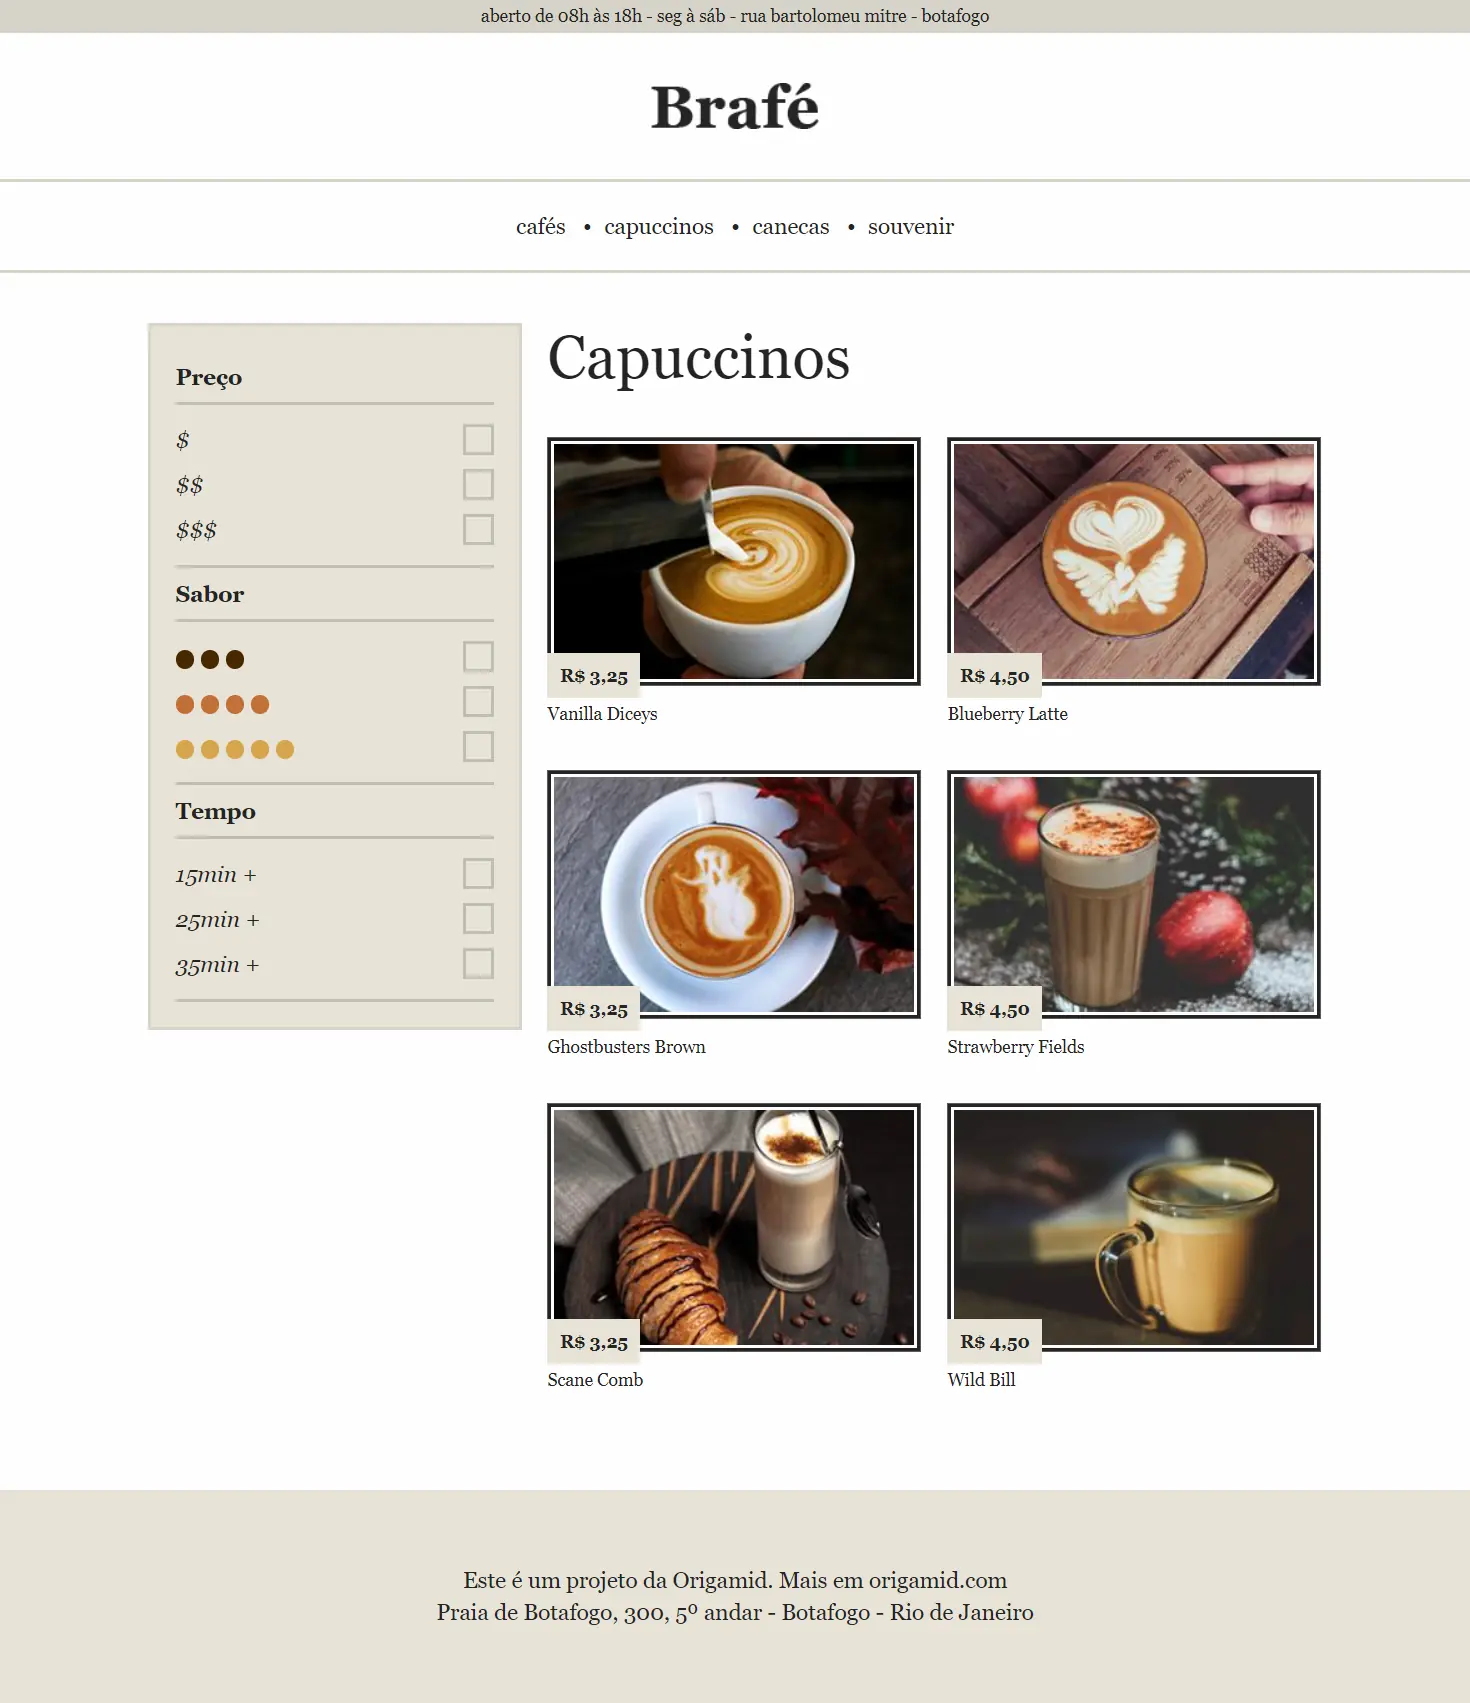 aberto de 08h às 18h - seg à sáb - rua bartolomeu mitre - botafogo
Brafé
cafés • capuccinos • canecas • souvenir
Preço
$
$$
$$$
Sabor
Tempo
15min +
25min +
35min +
Capuccinos
R$ 3,25
Vanilla Diceys
R$ 4,50
Blueberry Latte
R$ 3,25
Ghostbusters Brown
R$ 4,50
Strawberry Fields
R$ 3,25
Scane Comb
R$ 4,50
Wild Bill
Este é um projeto da Origamid. Mais em origamid.com
Praia de Botafogo, 300, 5º andar - Botafogo - Rio de Janeiro